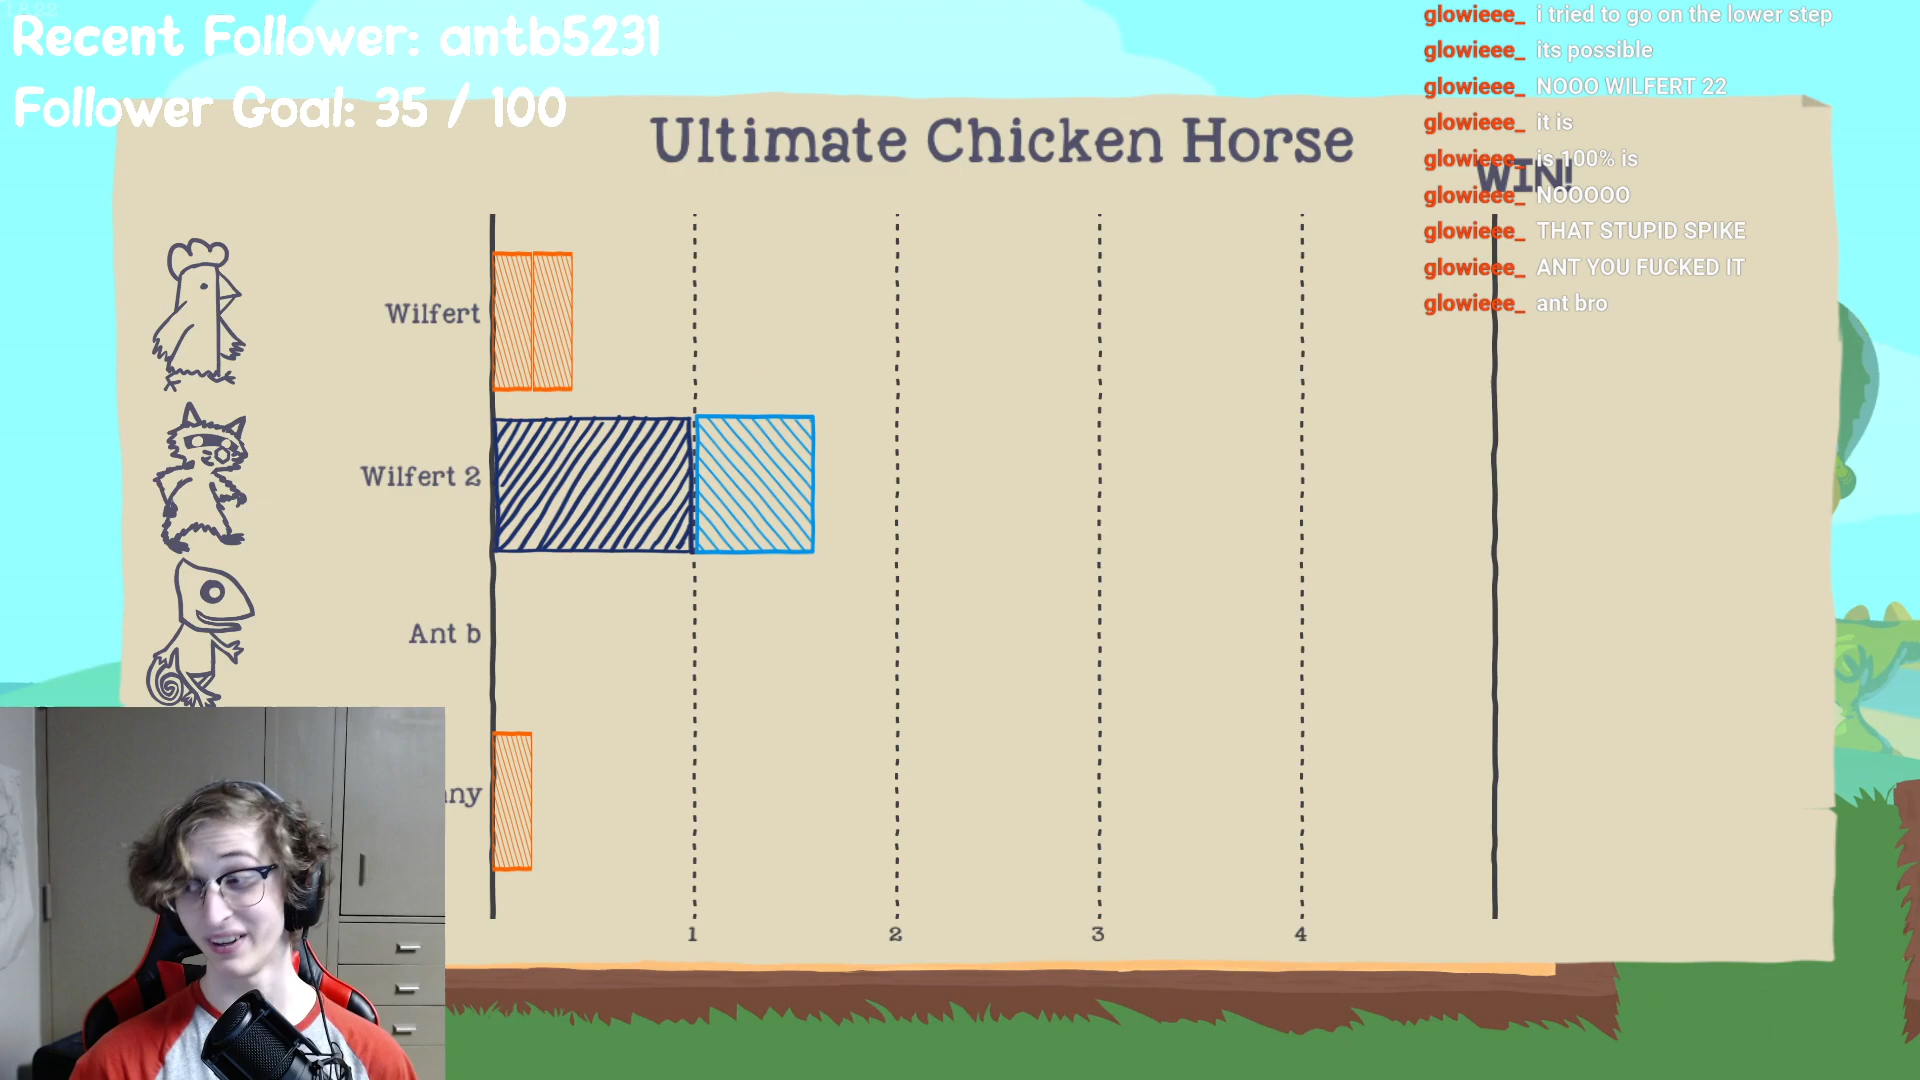 18:22
Recent Follower: antb5231
Follower Goal: 35 / 100
Ultimate Chicken Horse
WIN!
Wilfert
Wilfert 2
Ant b
ny
1 2 3 4
glowieee_ i tried to go on the lower step
glowieee_ its possible
glowieee_ NOOO WILFERT 22
glowieee_ it is
glowieee_ is 100% is
glowieee_ NOOOOO
glowieee_ THAT STUPID SPIKE
glowieee_ ANT YOU FUCKED IT
glowieee_ ant bro